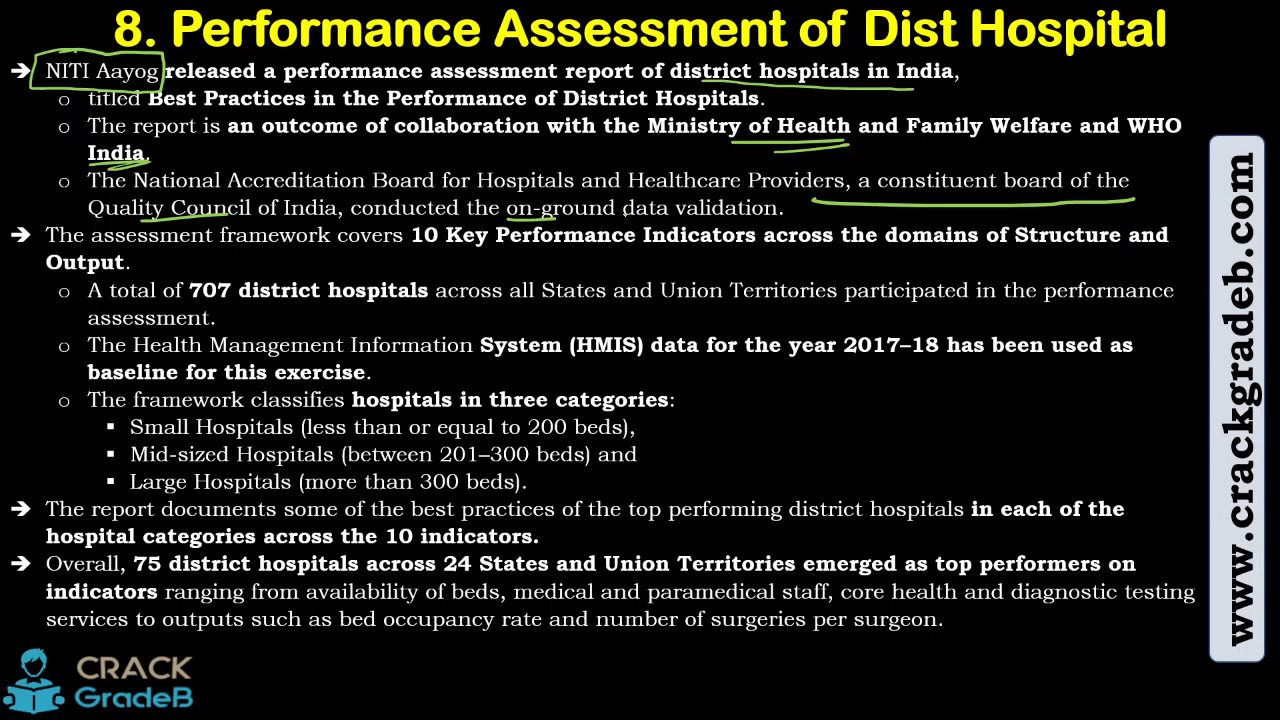 8. Performance Assessment of Dist Hospital
➔ NITI Aayog released a performance assessment report of district hospitals in India,
o titled Best Practices in the Performance of District Hospitals.
o The report is an outcome of collaboration with the Ministry of Health and Family Welfare and WHO
India.
o The National Accreditation Board for Hospitals and Healthcare Providers, a constituent board of the
Quality Council of India, conducted the on-ground data validation.
➔ The assessment framework covers 10 Key Performance Indicators across the domains of Structure and
Output.
o A total of 707 district hospitals across all States and Union Territories participated in the performance
assessment.
o The Health Management Information System (HMIS) data for the year 2017–18 has been used as
baseline for this exercise.
o The framework classifies hospitals in three categories:
▪ Small Hospitals (less than or equal to 200 beds),
▪ Mid-sized Hospitals (between 201–300 beds) and
▪ Large Hospitals (more than 300 beds).
➔ The report documents some of the best practices of the top performing district hospitals in each of the
hospital categories across the 10 indicators.
➔ Overall, 75 district hospitals across 24 States and Union Territories emerged as top performers on
indicators ranging from availability of beds, medical and paramedical staff, core health and diagnostic testing
services to outputs such as bed occupancy rate and number of surgeries per surgeon.
www.crackgradeb.com
CRACK
GradeB